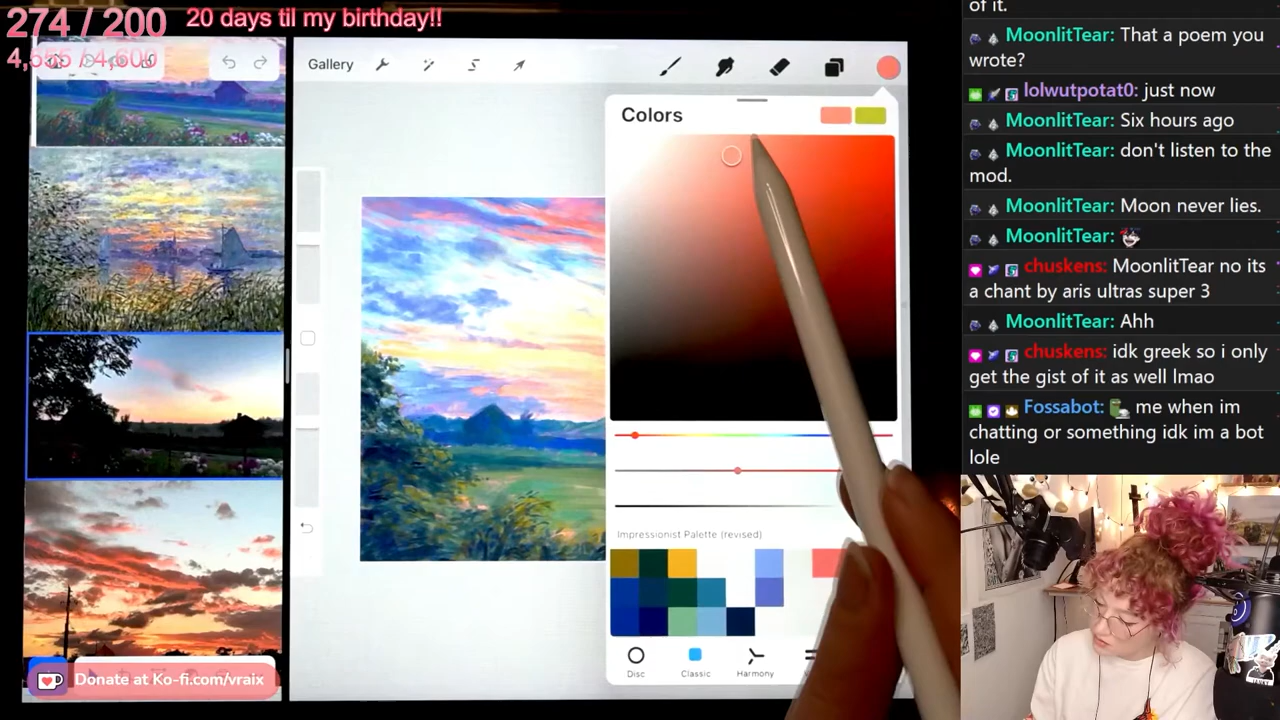 274 / 200
20 days til my birthday!!
4,555 / 4,600
Gallery
Colors
Impressionist Palette (revised)
Disc
Classic
Harmony
Donate at Ko-fi.com/vraix
of it.
MoonlitTear: That a poem you
wrote?
lolwutpotat0: just now
MoonlitTear: Six hours ago
MoonlitTear: don't listen to the
mod.
MoonlitTear: Moon never lies.
MoonlitTear:
chuskens: MoonlitTear no its
a chant by aris ultras super 3
MoonlitTear: Ahh
chuskens: idk greek so i only
get the gist of it as well lmao
Fossabot: me when im
chatting or something idk im a bot
lole